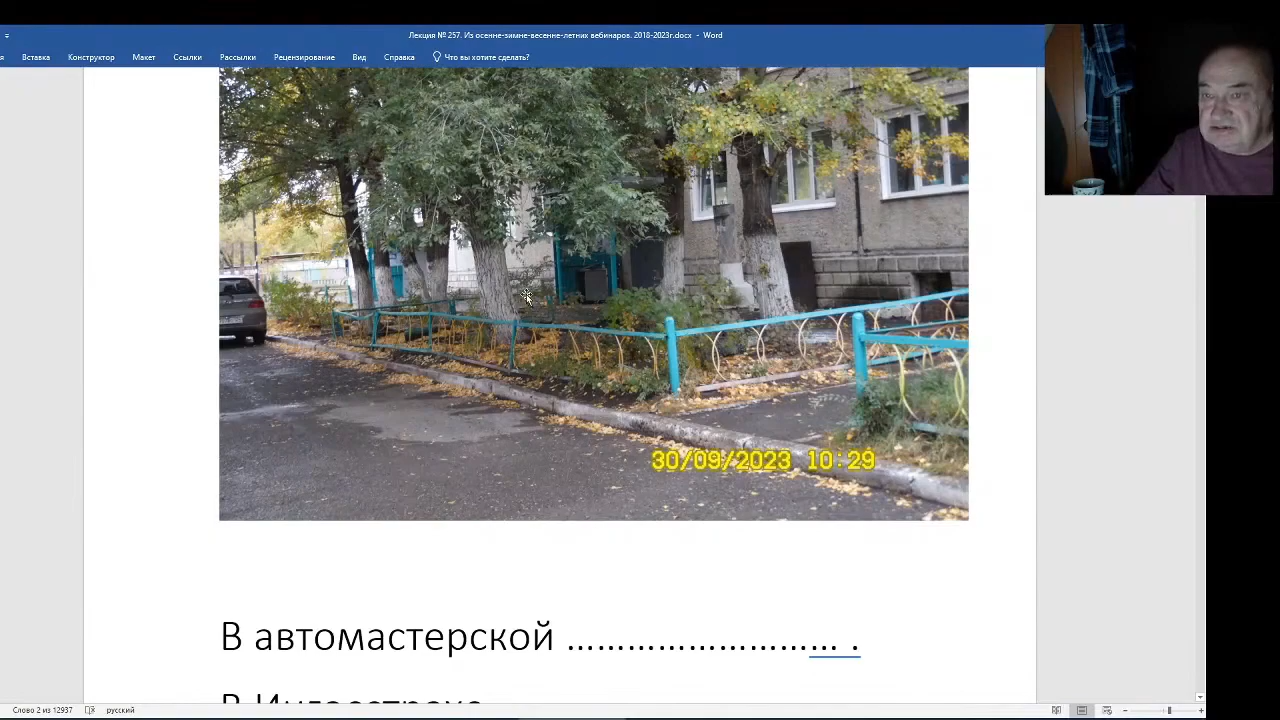 Лекция № 257. Из осенне-зимне-весенне-летних вебинаров. 2018-2023г.docx - Word
Вставка Конструктор Макет Ссылки Рассылки Рецензирование Вид Справка Что вы хотите сделать?
30/09/2023 10:29
В автомастерской ………………………… .
Слово 2 из 12937 русский